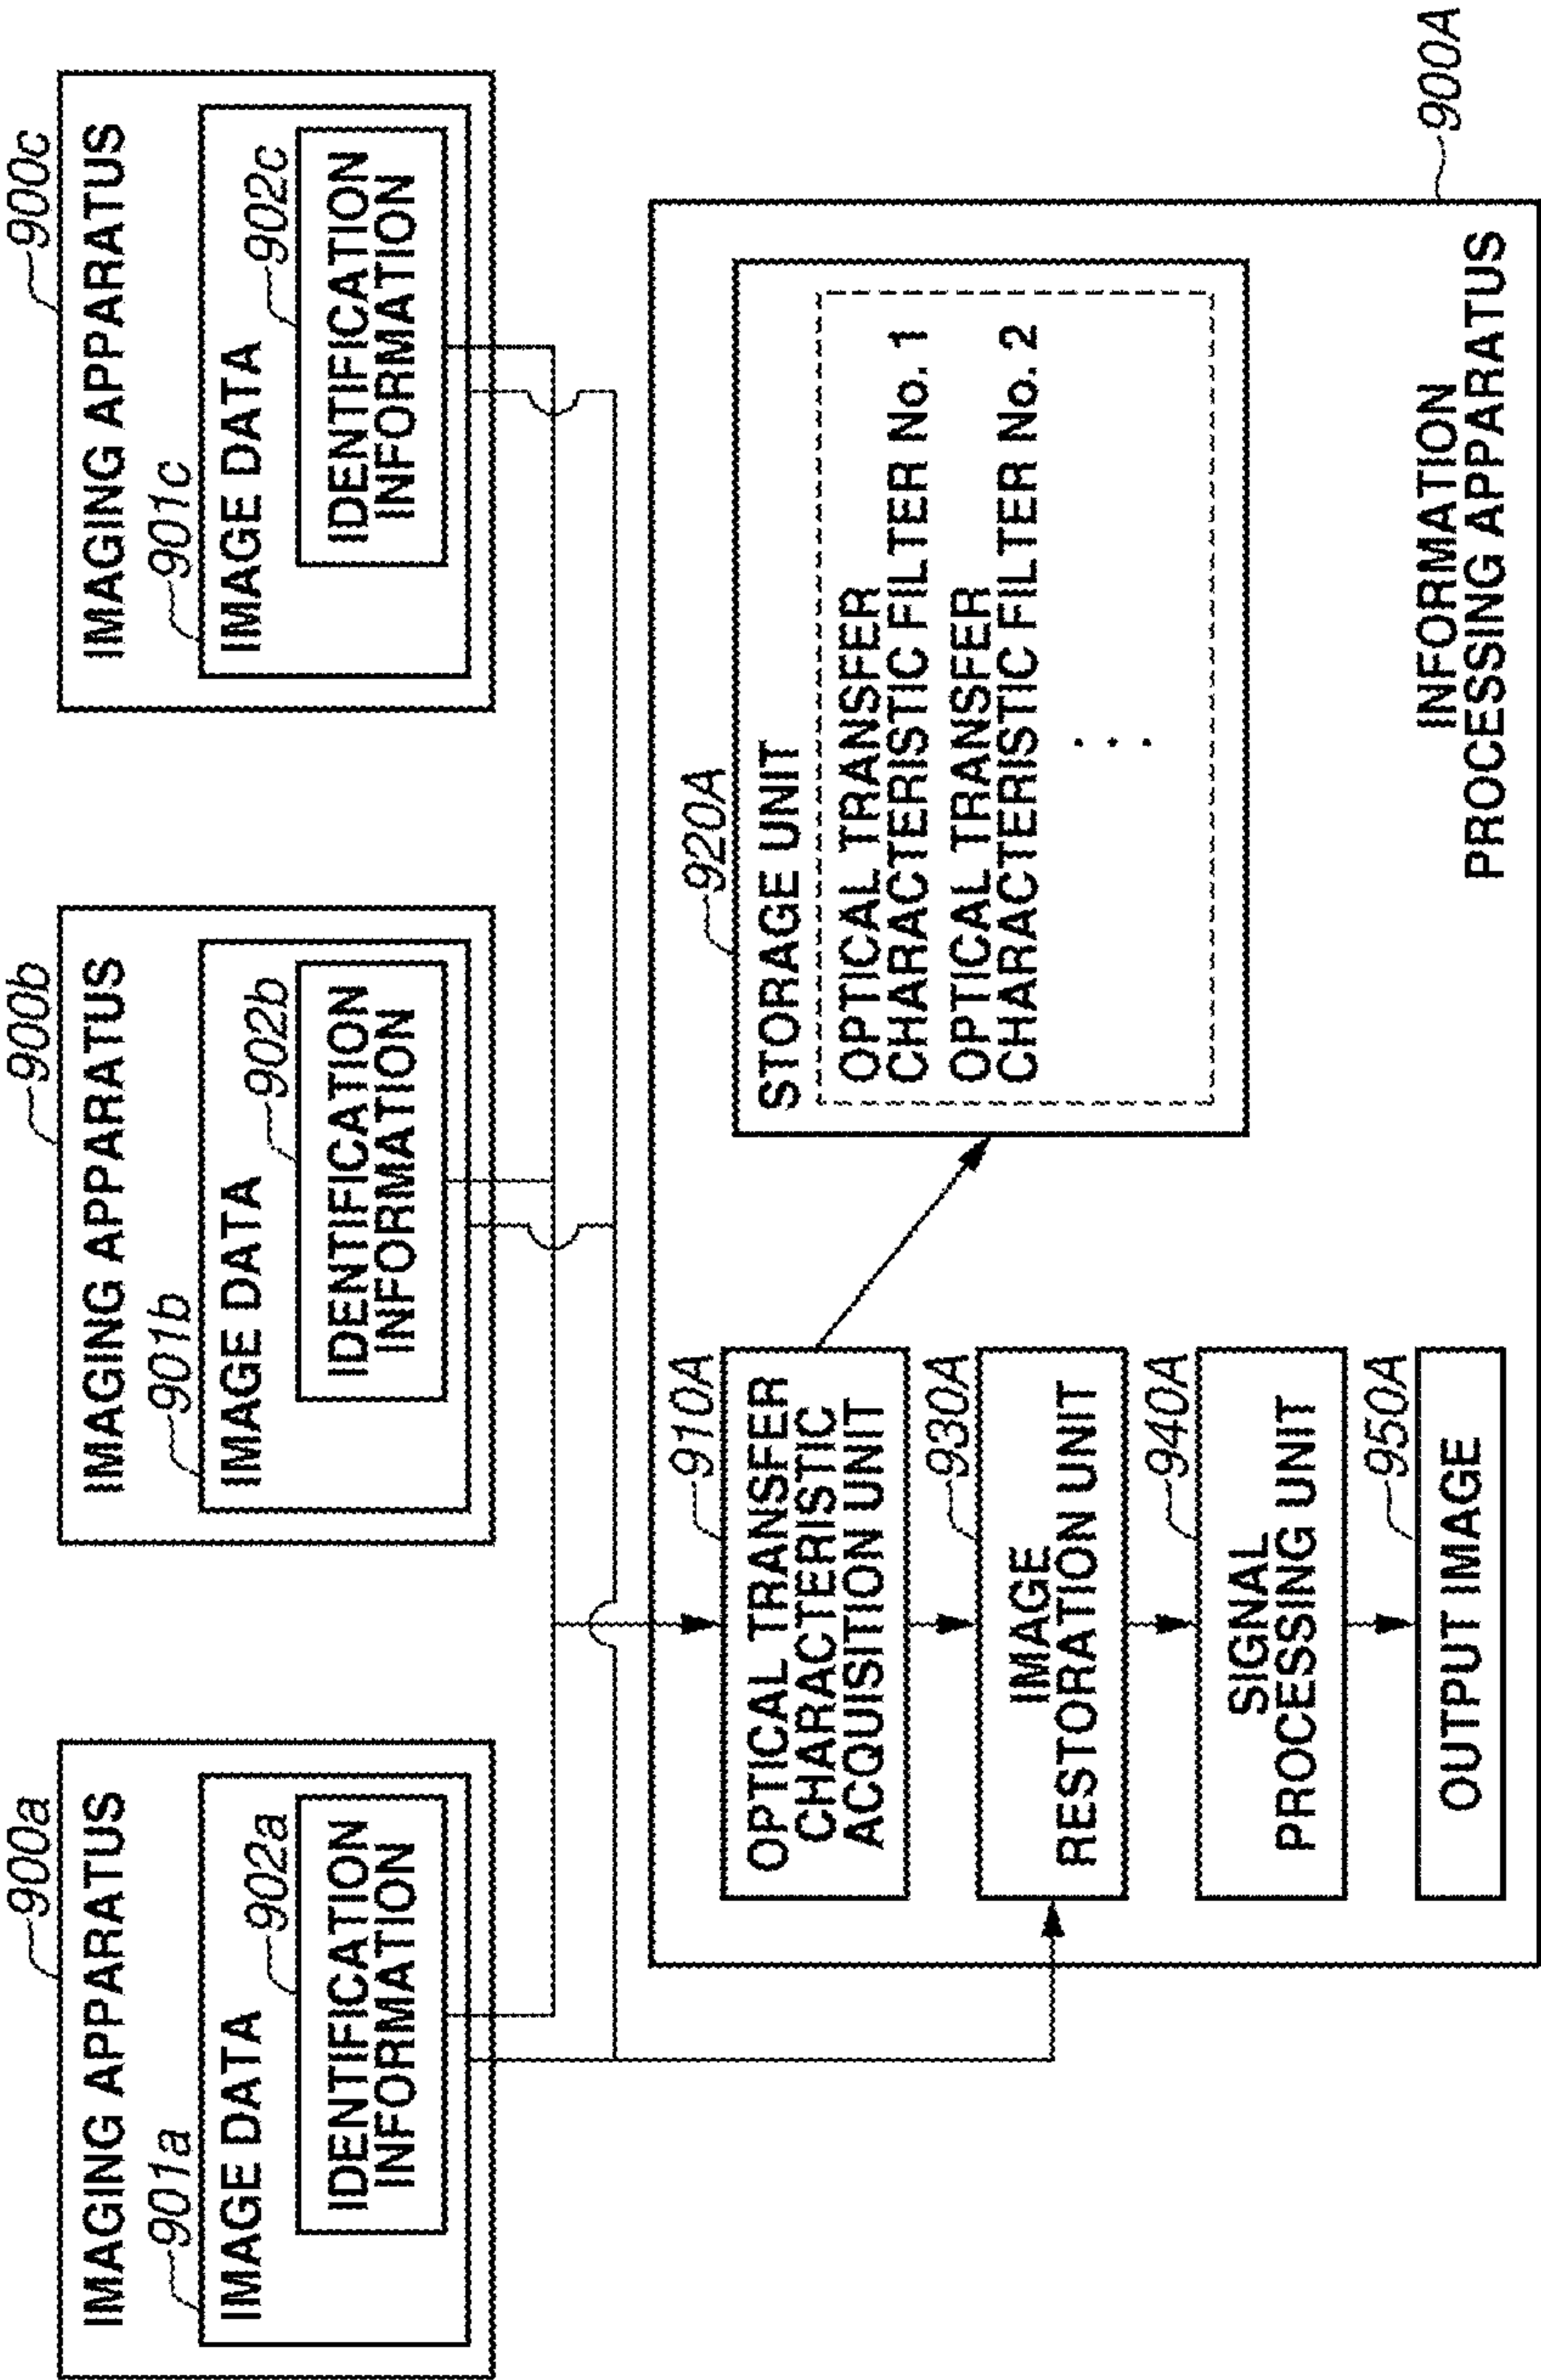 900a
IMAGING APPARATUS
901a
IMAGE DATA
902a
IDENTIFICATION
INFORMATION
900b
IMAGING APPARATUS
901b
IMAGE DATA
902b
IDENTIFICATION
INFORMATION
900c
IMAGING APPARATUS
901c
IMAGE DATA
902c
IDENTIFICATION
INFORMATION
910A
OPTICAL TRANSFER
CHARACTERISTIC
ACQUISITION UNIT
930A
IMAGE
RESTORATION UNIT
940A
SIGNAL
PROCESSING UNIT
950A
OUTPUT IMAGE
920A
STORAGE UNIT
OPTICAL TRANSFER
CHARACTERISTIC FILTER No. 1
OPTICAL TRANSFER
CHARACTERISTIC FILTER No. 2
. . .
INFORMATION
PROCESSING APPARATUS
900A